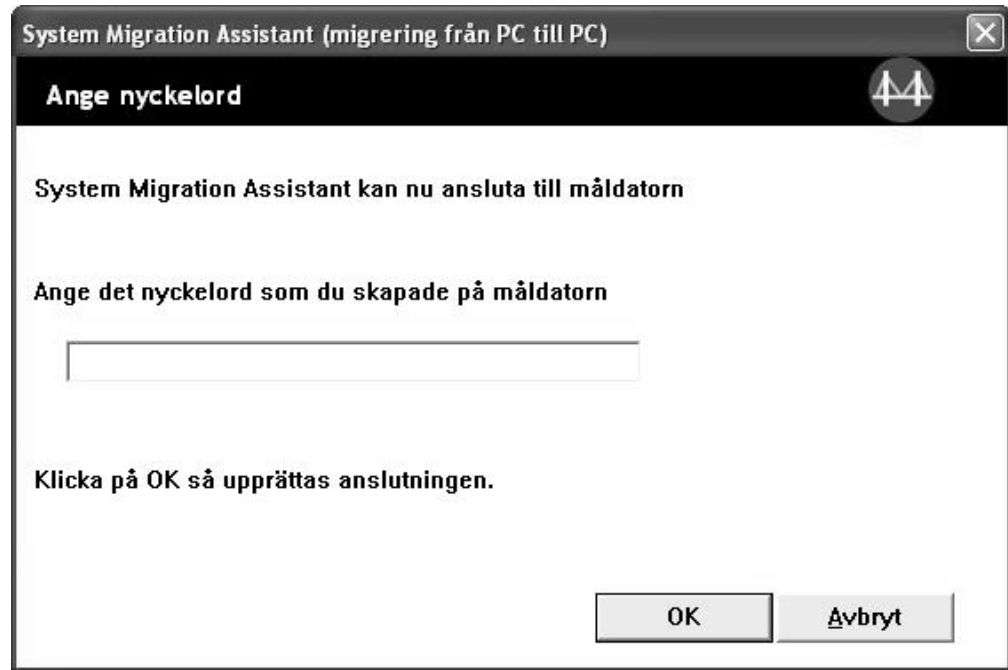 System Migration Assistant (migrering från PC till PC)
Ange nyckelord
System Migration Assistant kan nu ansluta till måldatorn
Ange det nyckelord som du skapade på måldatorn
Klicka på OK så upprättas anslutningen.
OK
Avbryt